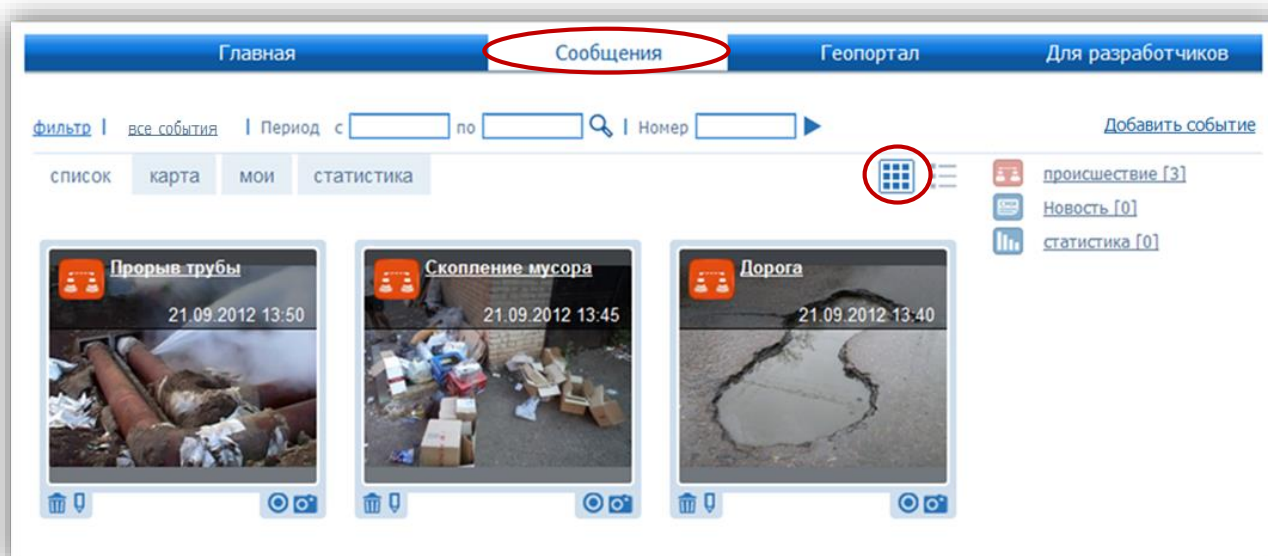 Главная Сообщения Геопортал Для разработчиков
фильтр | все события | Период с по | Номер Добавить событие
список карта мои статистика
происшествие [3]
Новость [0]
статистика [0]
Прорыв трубы
21.09.2012 13:50
Скопление мусора
21.09.2012 13:45
Дорога
21.09.2012 13:40